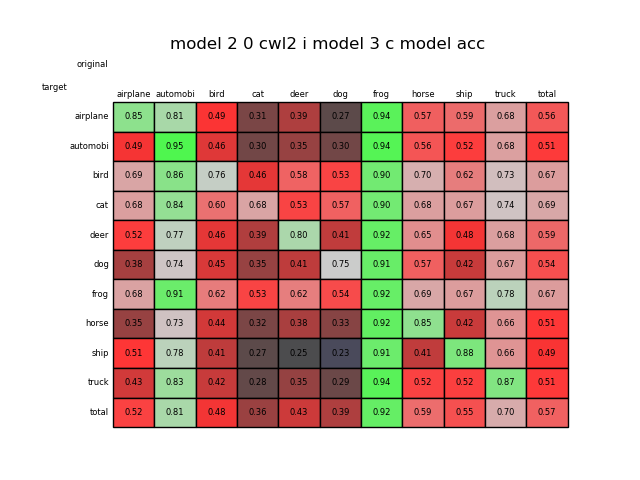 model 2 0 cwl2 i model 3 c model acc
original
target
airplane automobi bird cat deer dog frog horse ship truck total
airplane 0.85 0.81 0.49 0.31 0.39 0.27 0.94 0.57 0.59 0.68 0.56
automobi 0.49 0.95 0.46 0.30 0.35 0.30 0.94 0.56 0.52 0.68 0.51
bird 0.69 0.86 0.76 0.46 0.58 0.53 0.90 0.70 0.62 0.73 0.67
cat 0.68 0.84 0.60 0.68 0.53 0.57 0.90 0.68 0.67 0.74 0.69
deer 0.52 0.77 0.46 0.39 0.80 0.41 0.92 0.65 0.48 0.68 0.59
dog 0.38 0.74 0.45 0.35 0.41 0.75 0.91 0.57 0.42 0.67 0.54
frog 0.68 0.91 0.62 0.53 0.62 0.54 0.92 0.69 0.67 0.78 0.67
horse 0.35 0.73 0.44 0.32 0.38 0.33 0.92 0.85 0.42 0.66 0.51
ship 0.51 0.78 0.41 0.27 0.25 0.23 0.91 0.41 0.88 0.66 0.49
truck 0.43 0.83 0.42 0.28 0.35 0.29 0.94 0.52 0.52 0.87 0.51
total 0.52 0.81 0.48 0.36 0.43 0.39 0.92 0.59 0.55 0.70 0.57